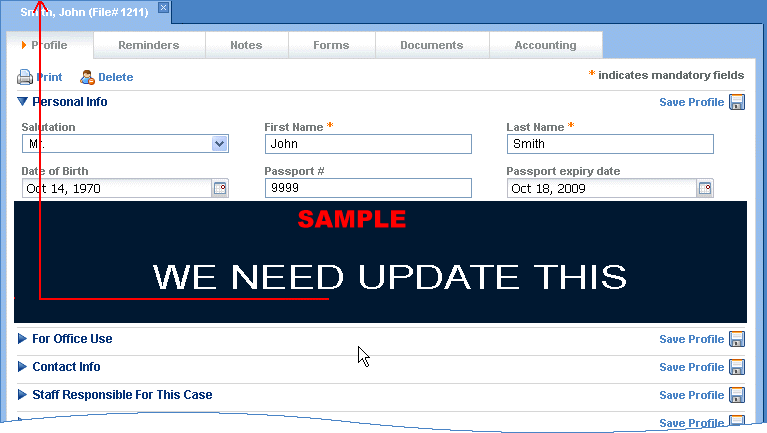 Smith, John (File# 1211)
Profile Reminders Notes Forms Documents Accounting
Print Delete * indicates mandatory fields
Personal Info Save Profile
Salutation First Name * Last Name *
Mr. John Smith
Date of Birth Passport # Passport expiry date
Oct 14, 1970 9999 Oct 18, 2009
SAMPLE
WE NEED UPDATE THIS
For Office Use Save Profile
Contact Info Save Profile
Staff Responsible For This Case Save Profile
Save Profile